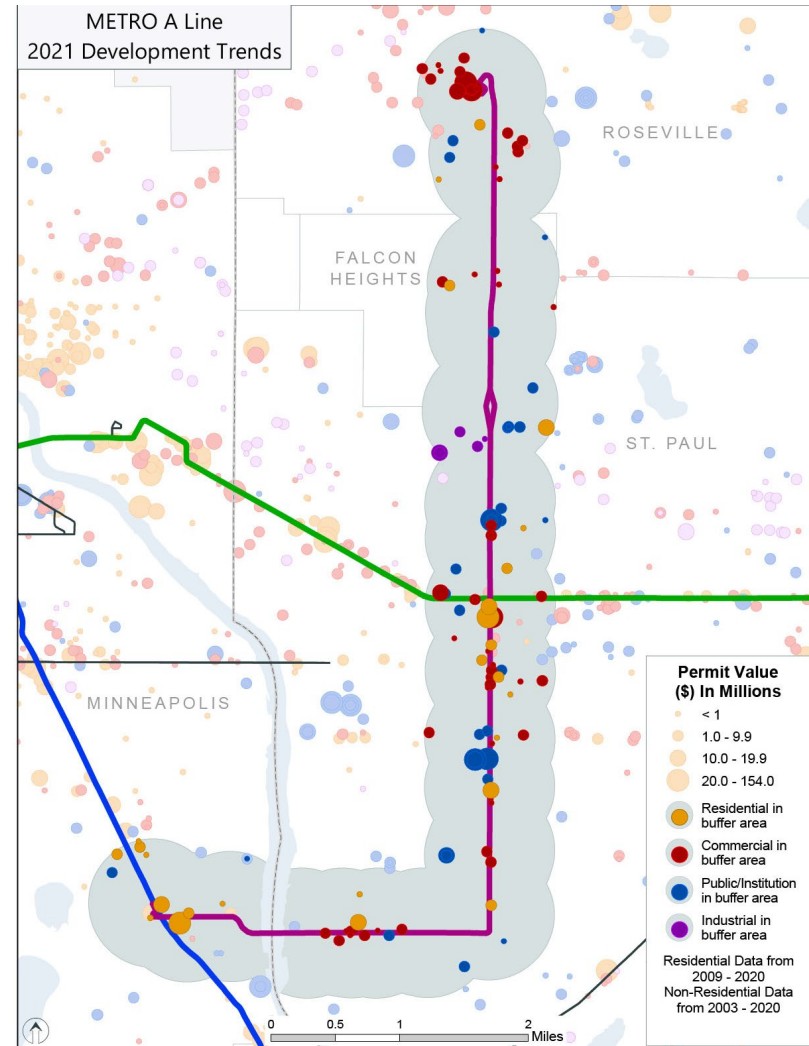 METRO A Line
2021 Development Trends
ROSEVILLE
FALCON
HEIGHTS
ST. PAUL
MINNEAPOLIS
Permit Value
($) In Millions
< 1
1.0 - 9.9
10.0 - 19.9
20.0 - 154.0
Residential in
buffer area
Commercial in
buffer area
Public/Institution
in buffer area
Industrial in
buffer area
Residential Data from
2009 - 2020
Non-Residential Data
from 2003 - 2020
0 0.5 1 2
Miles